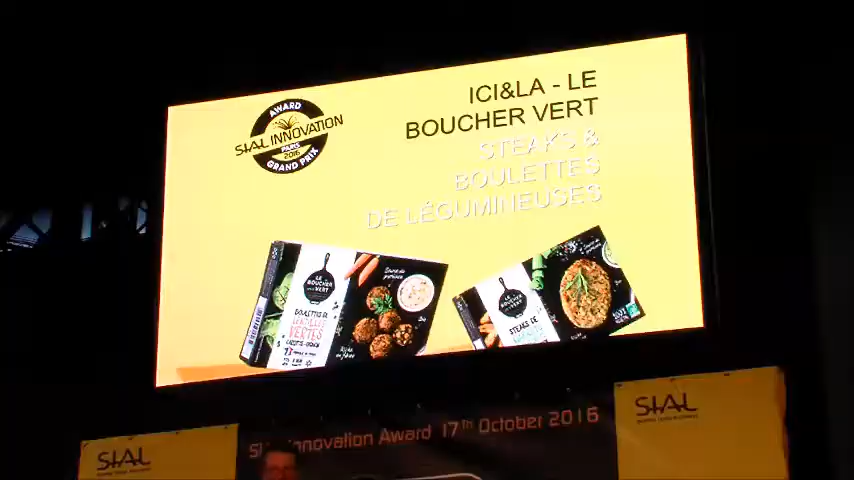 AWARD
SIAL INNOVATION
PARIS
2016
GRAND PRIX
ICI&LA - LE
BOUCHER VERT
STEAKS &
BOULETTES
DE LÉGUMINEUSES
LE
BOUCHER
VERT
BOULETTES DE
LENTILLES
VERTES
LE
BOUCHER
VERT
STEAKS DE
SIAL
Innovation Award 17th October 2016
SIAL